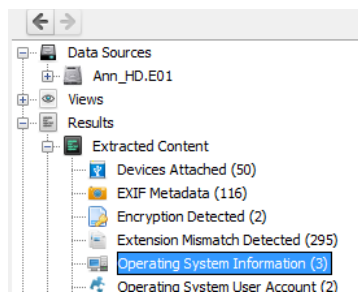 Data Sources
Ann_HD.E01
Views
Results
Extracted Content
Devices Attached (50)
EXIF Metadata (116)
Encryption Detected (2)
Extension Mismatch Detected (295)
Operating System Information (3)
Operating System User Account (2)